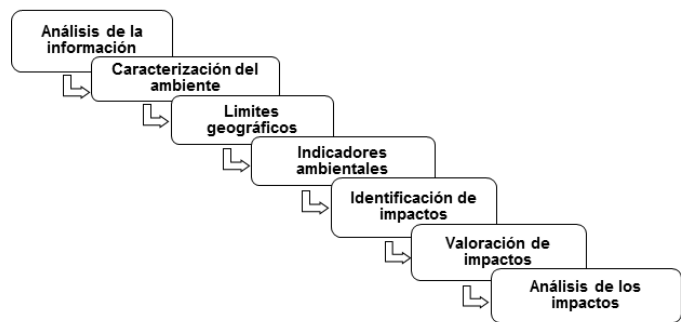 Análisis de la
información
Caracterización del
ambiente
Limites
geográficos
Indicadores
ambientales
Identificación de
impactos
Valoración de
impactos
Análisis de los
impactos